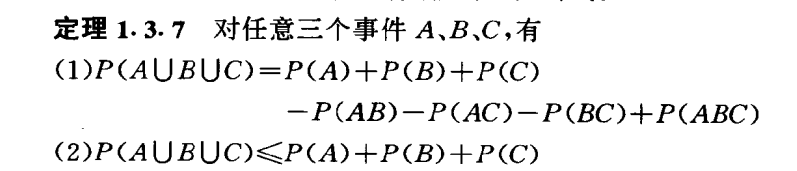 定理 1.3.7 对任意三个事件 A、B、C,有
(1)P(A∪B∪C)=P(A)+P(B)+P(C)
-P(AB)-P(AC)-P(BC)+P(ABC)
(2)P(A∪B∪C)≤P(A)+P(B)+P(C)